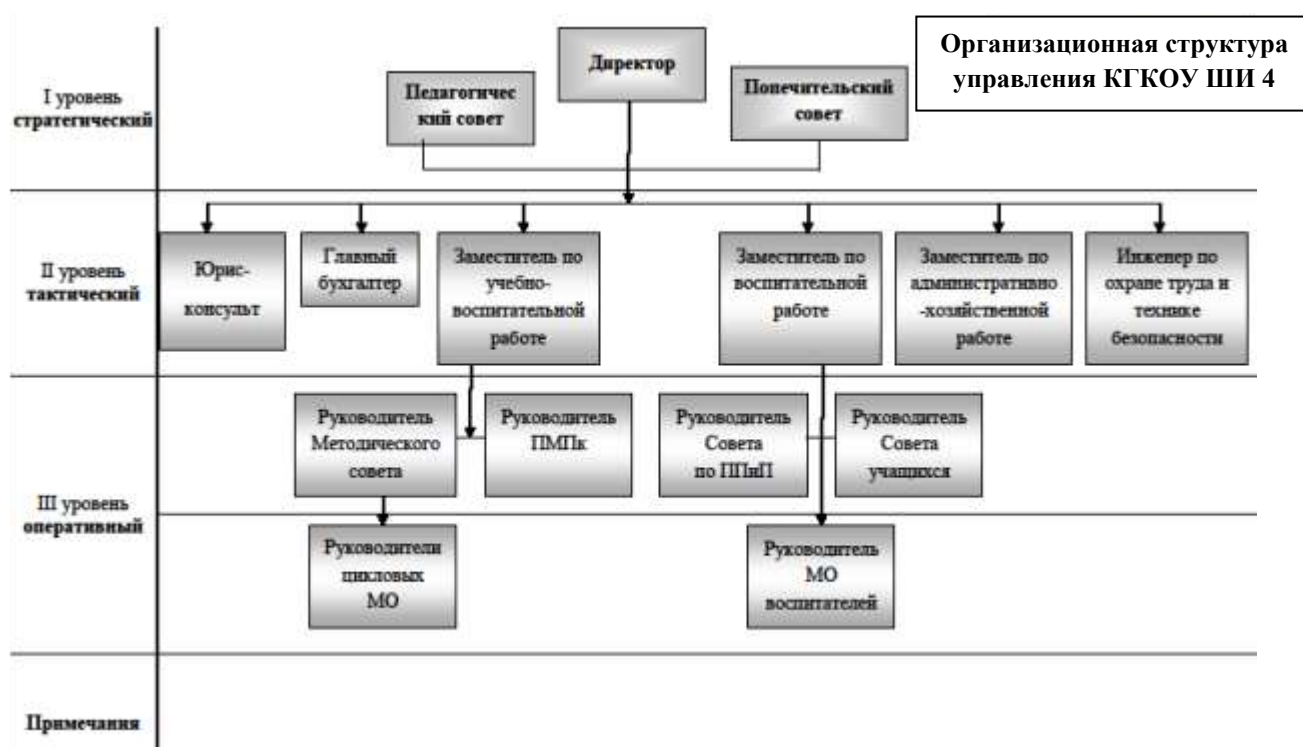 Организационная структура
управления КГКОУ ШИ 4
I уровень
стратегический
Директор
Педагогичес
кий совет
Попечительский
совет
II уровень
тактический
Юрис-
консульт
Главный
бухгалтер
Заместитель по
учебно-
воспитательной
работе
Заместитель по
воспитательной
работе
Заместитель по
административно
-хозяйственной
работе
Инженер по
охране труда и
технике
безопасности
III уровень
оперативный
Руководитель
Методического
совета
Руководитель
ПМПк
Руководитель
Совета
по ППиП
Руководитель
Совета
учащихся
Руководители
цикловых
МО
Руководитель
МО
воспитателей
Примечания